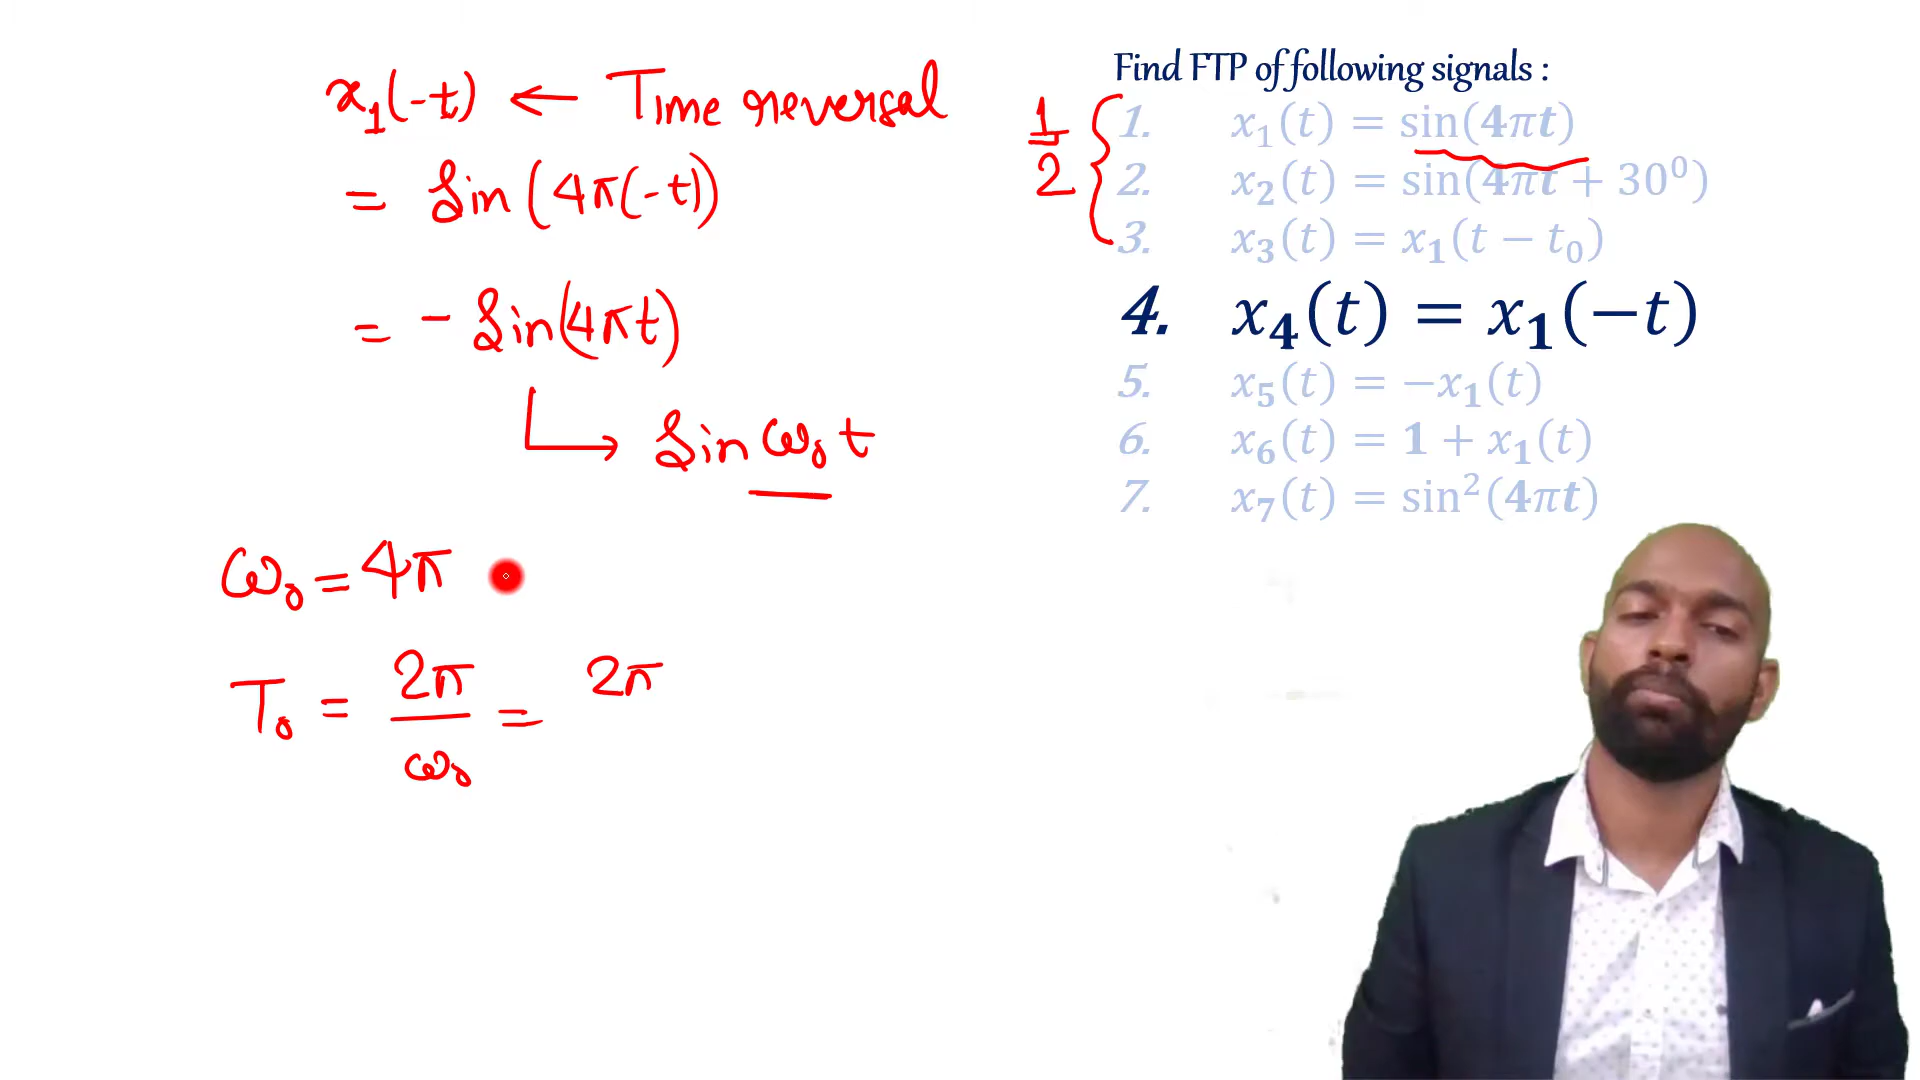 x₁(-t) ← Time reversal
= Sin(4π(-t))
= - Sin(4πt)
→ Sin ω₀t
ω₀ = 4π
T₀ = 2π/ω₀ = 2π
Find FTP of following signals :
1/2 {
1. x₁(t) = sin(4πt)
2. x₂(t) = sin(4πt + 30⁰)
3. x₃(t) = x₁(t − t₀)
4. x₄(t) = x₁(−t)
5. x₅(t) = −x₁(t)
6. x₆(t) = 1 + x₁(t)
7. x₇(t) = sin²(4πt)